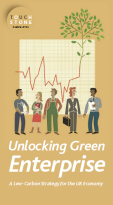 TOUCH
STONE
Unlocking Green
Enterprise
A Low-Carbon Strategy for the UK Economy